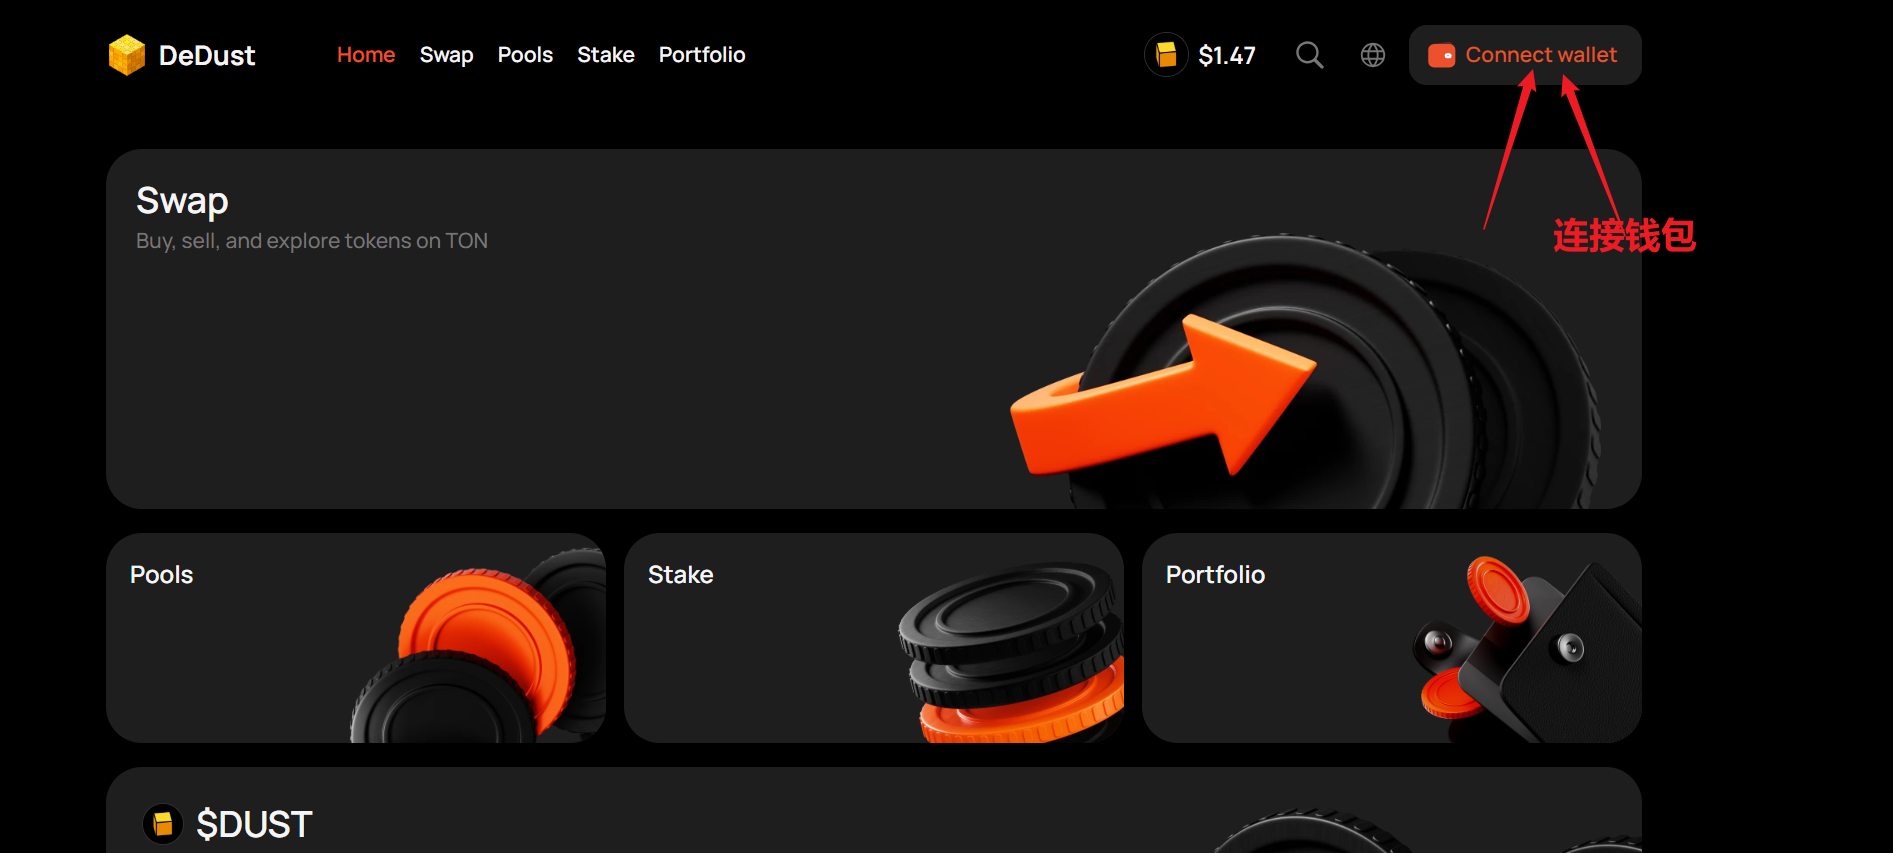 DeDust
Home Swap Pools Stake Portfolio
$1.47
Connect wallet
Swap
Buy, sell, and explore tokens on TON
连接钱包
Pools
Stake
Portfolio
$DUST